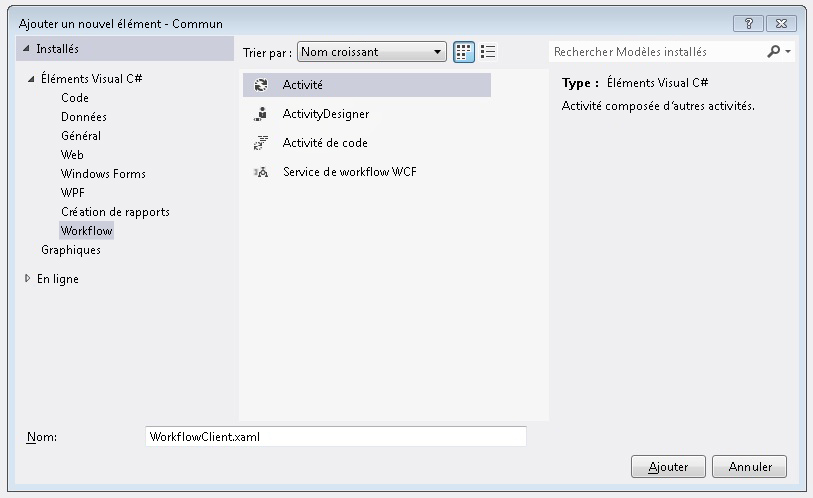 Ajouter un nouvel élément - Commun
Installés
Trier par : Nom croissant
Rechercher Modèles installés
Éléments Visual C#
Code
Données
Général
Web
Windows Forms
WPF
Création de rapports
Workflow
Graphiques
En ligne
Activité
ActivityDesigner
Activité de code
Service de workflow WCF
Type : Éléments Visual C#
Activité composée d'autres activités.
Nom: WorkflowClient.xaml
Ajouter Annuler